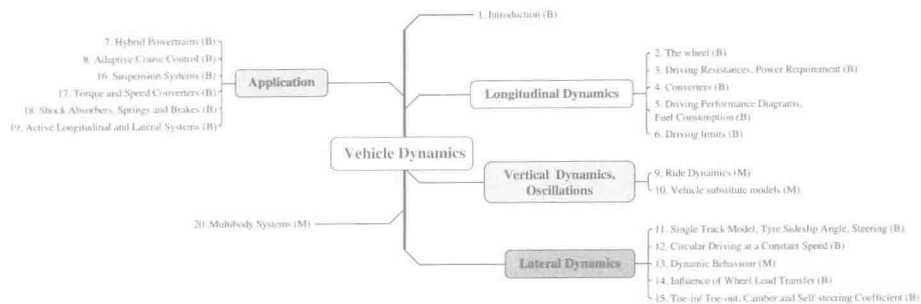 1. Introduction (B)
7. Hybrid Powertrains (B)
8. Adaptive Cruise Control (B)
16. Suspension Systems (B)
17. Torque and Speed Converters (B)
18. Shock Absorbers, Springs and Brakes (B)
19. Active Longitudinal and Lateral Systems (B)
Application
Vehicle Dynamics
20. Multibody Systems (M)
Longitudinal Dynamics
2. The wheel (B)
3. Driving Resistances, Power Requirement (B)
4. Converters (B)
5. Driving Performance Diagrams,
Fuel Consumption (B)
6. Driving limits (B)
Vertical Dynamics,
Oscillations
9. Ride Dynamics (M)
10. Vehicle substitute models (M)
Lateral Dynamics
11. Single Track Model, Tyre Sideslip Angle, Steering (B)
12. Circular Driving at a Constant Speed (B)
13. Dynamic Behaviour (M)
14. Influence of Wheel Load Transfer (B)
15. Toe-in/ Toe-out, Camber and Self-steering Coefficient (B)